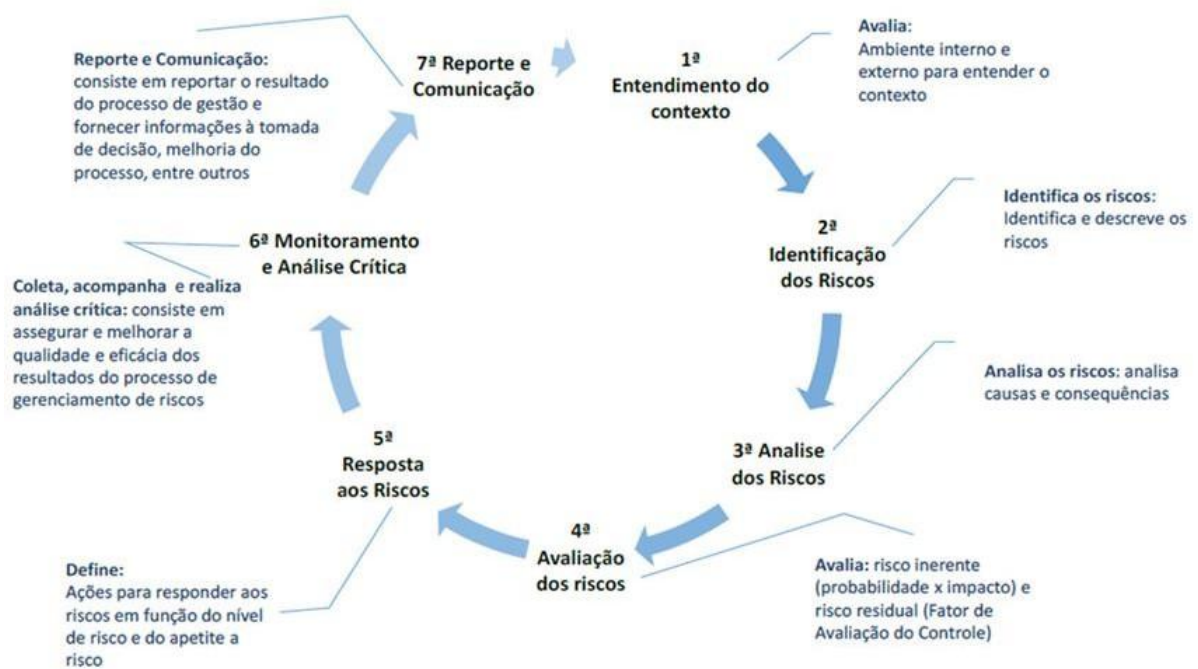 1ª
Entendimento do
contexto
Avalia:
Ambiente interno e
externo para entender o
contexto
2ª
Identificação
dos Riscos
Identifica os riscos:
Identifica e descreve os
riscos
3ª Analise
dos Riscos
Analisa os riscos: analisa
causas e consequências
4ª
Avaliação
dos riscos
Avalia: risco inerente
(probabilidade x impacto) e
risco residual (Fator de
Avaliação do Controle)
5ª
Resposta
aos Riscos
Define:
Ações para responder aos
riscos em função do nível
de risco e do apetite a
risco
6ª Monitoramento
e Análise Crítica
Coleta, acompanha e realiza
análise crítica: consiste em
assegurar e melhorar a
qualidade e eficácia dos
resultados do processo de
gerenciamento de riscos
7ª Reporte e
Comunicação
Reporte e Comunicação:
consiste em reportar o resultado
do processo de gestão e
fornecer informações à tomada
de decisão, melhoria do
processo, entre outros